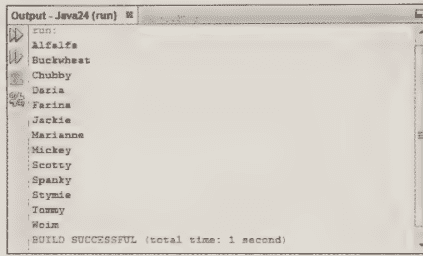 Output - Java24 (run)
run:
Alfalfa
Buckwheat
Chubby
Darla
Farina
Jackie
Marianne
Mickey
Scotty
Spanky
Stymie
Tommy
Woim
BUILD SUCCESSFUL (total time: 1 second)